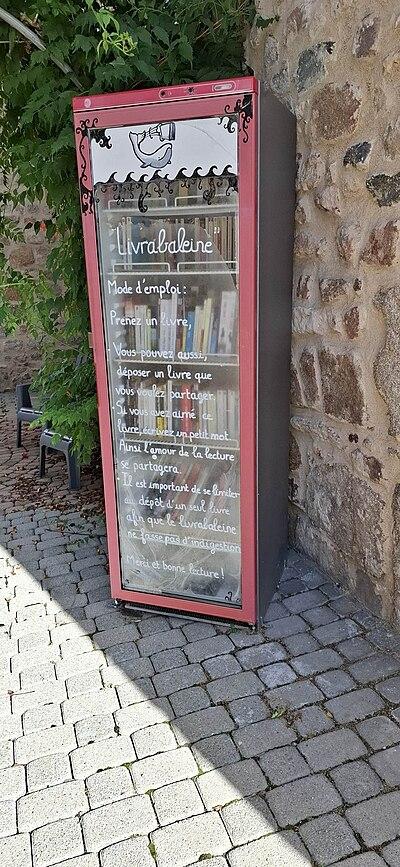 "Livrabaleine"
Mode d'emploi :
Prenez un livre,
- Vous pouvez aussi,
déposer un livre que
vous voulez partager.
- Si vous avez aimé ce
livre, écrivez un petit mot
Ainsi l'amour de la lecture
se partagera.
- Il est important de se limiter
au dépôt d'un seul livre
afin que le livrabaleine
ne fasse pas d'indigestion
Merci et bonne lecture !